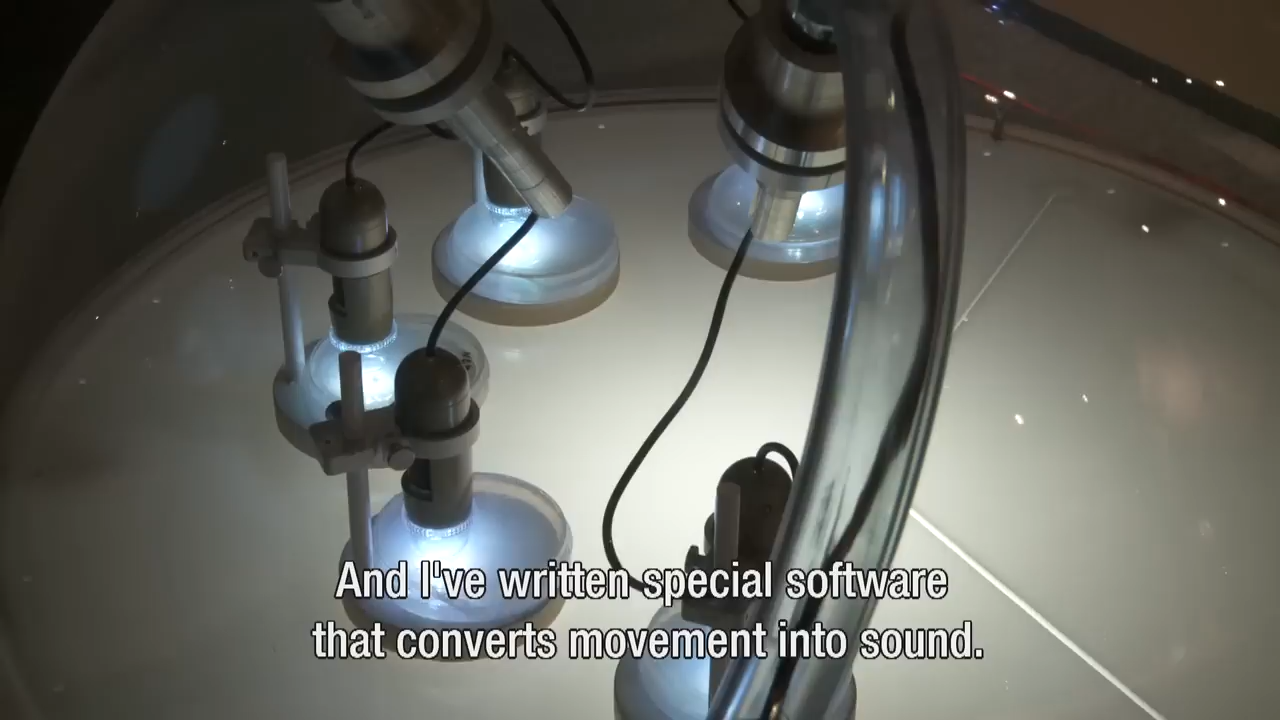 And I've written special software
that converts movement into sound.